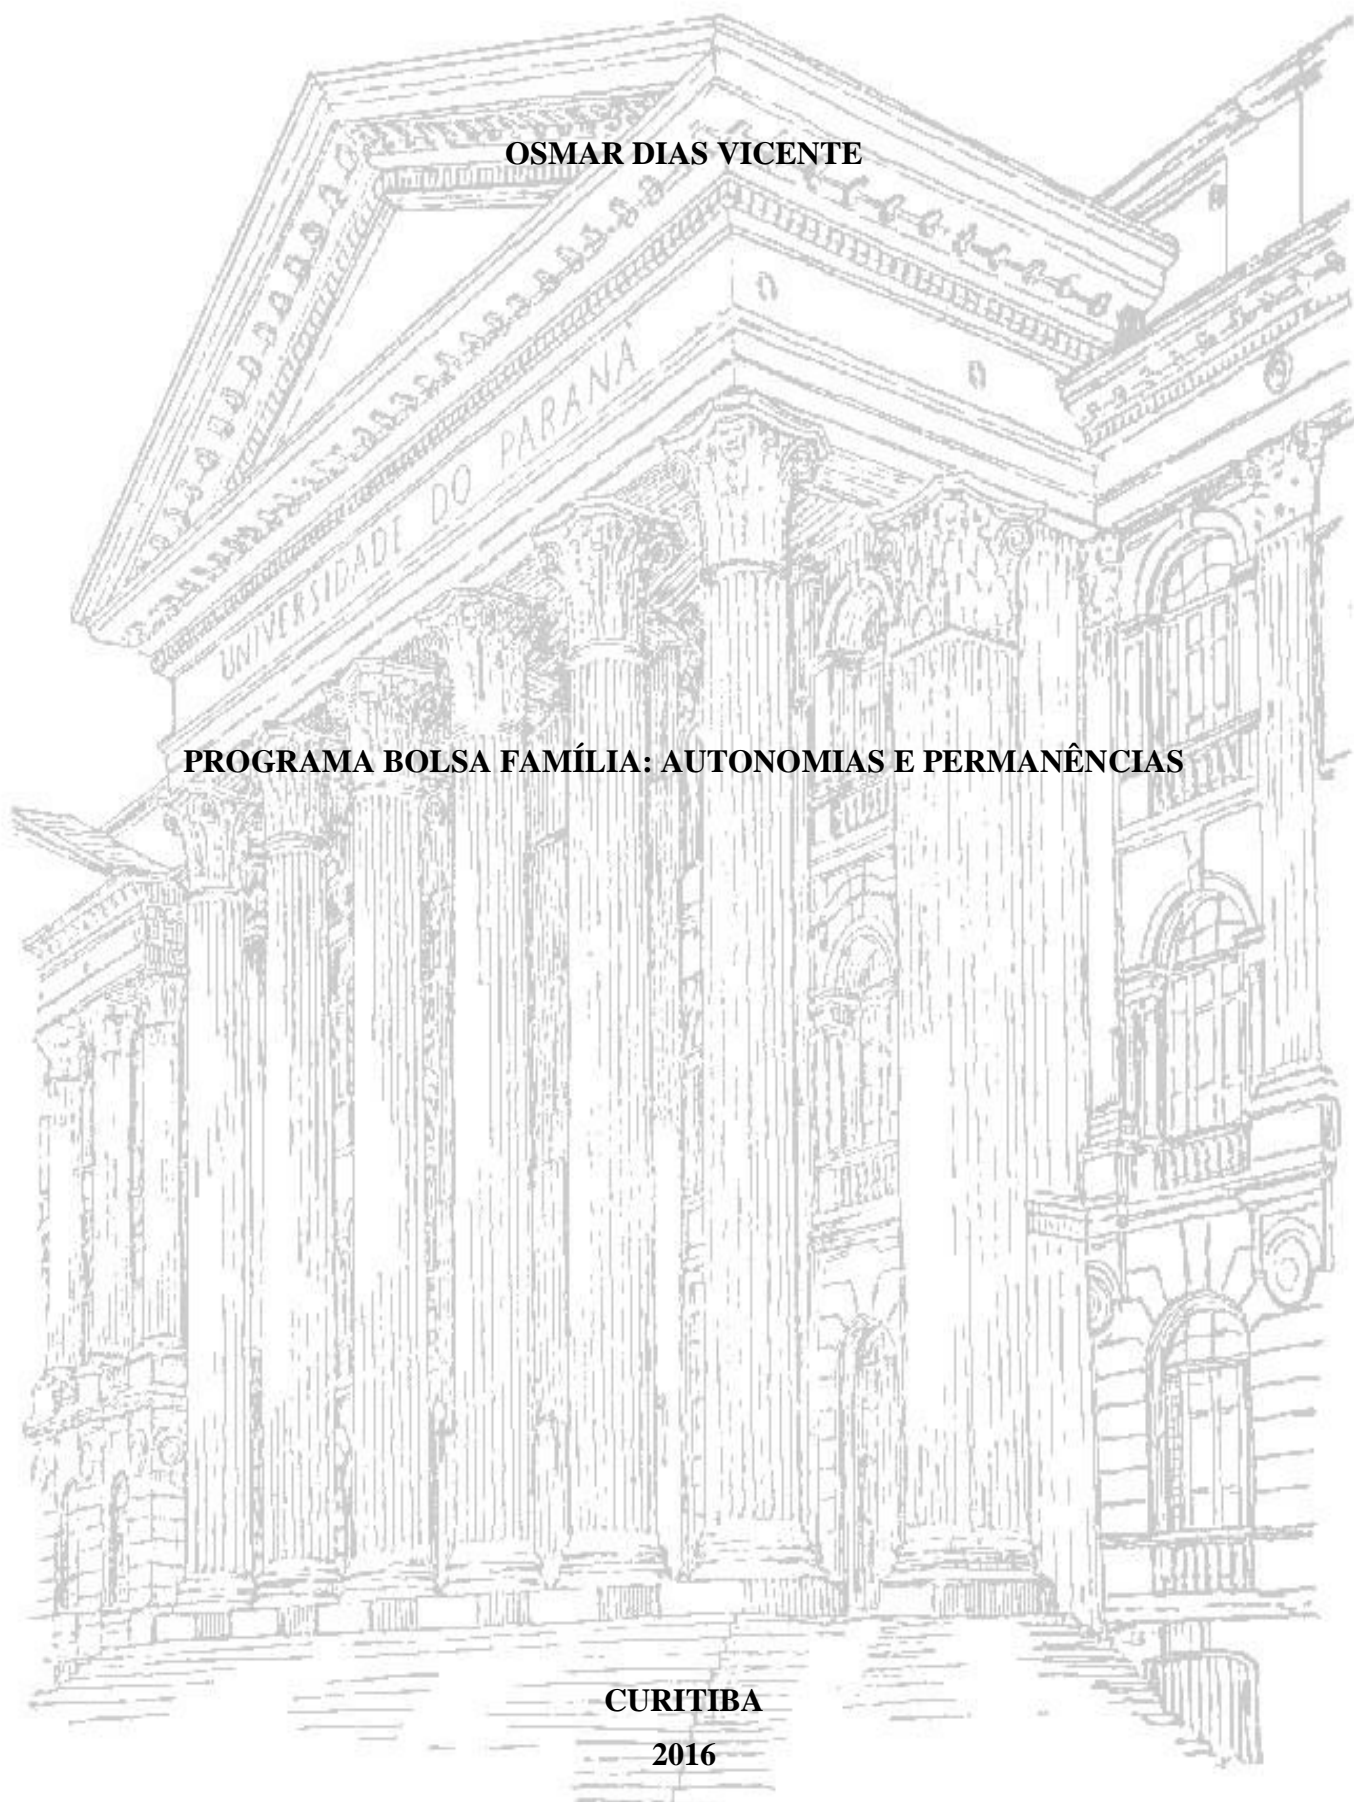 OSMAR DIAS VICENTE
UNIVERSIDADE DO PARANÁ
PROGRAMA BOLSA FAMÍLIA: AUTONOMIAS E PERMANÊNCIAS
CURITIBA
2016